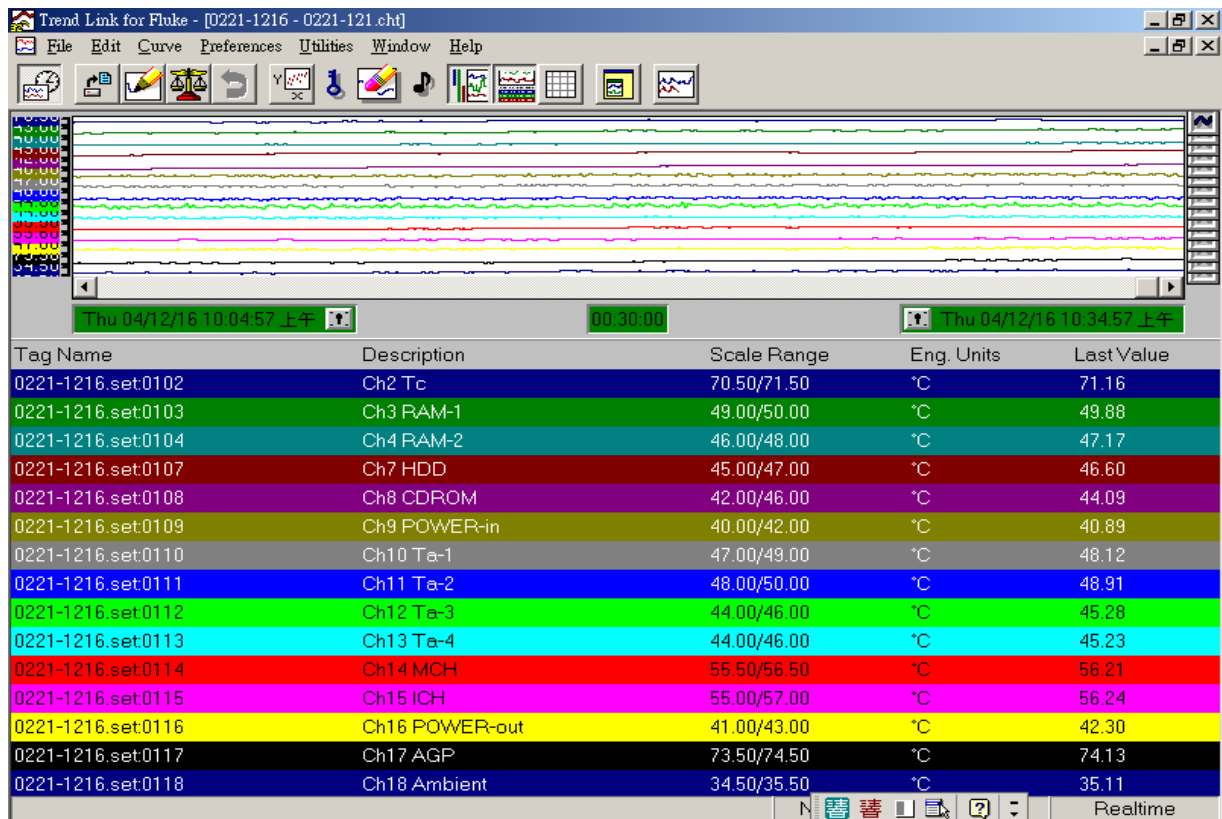 Trend Link for Fluke - [0221-1216 - 0221-121.cht]
File Edit Curve Preferences Utilities Window Help
Thu 04/12/16 10:04:57 上午 00:30:00 Thu 04/12/16 10:34:57 上午
Tag Name Description Scale Range Eng. Units Last Value
0221-1216.set:0102 Ch2 Tc 70.50/71.50 °C 71.16
0221-1216.set:0103 Ch3 RAM-1 49.00/50.00 °C 49.88
0221-1216.set:0104 Ch4 RAM-2 46.00/48.00 °C 47.17
0221-1216.set:0107 Ch7 HDD 45.00/47.00 °C 46.60
0221-1216.set:0108 Ch8 CDROM 42.00/46.00 °C 44.09
0221-1216.set:0109 Ch9 POWER-in 40.00/42.00 °C 40.89
0221-1216.set:0110 Ch10 Ta-1 47.00/49.00 °C 48.12
0221-1216.set:0111 Ch11 Ta-2 48.00/50.00 °C 48.91
0221-1216.set:0112 Ch12 Ta-3 44.00/46.00 °C 45.28
0221-1216.set:0113 Ch13 Ta-4 44.00/46.00 °C 45.23
0221-1216.set:0114 Ch14 MCH 55.50/56.50 °C 56.21
0221-1216.set:0115 Ch15 ICH 55.00/57.00 °C 56.24
0221-1216.set:0116 Ch16 POWER-out 41.00/43.00 °C 42.30
0221-1216.set:0117 Ch17 AGP 73.50/74.50 °C 74.13
0221-1216.set:0118 Ch18 Ambient 34.50/35.50 °C 35.11
Realtime